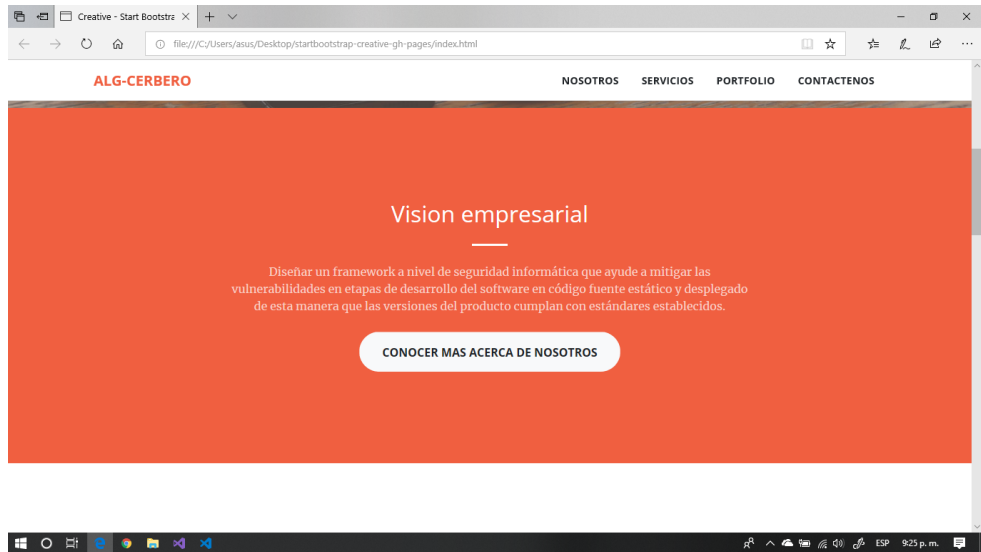 Creative - Start Bootstra
file:///C:/Users/asus/Desktop/startbootstrap-creative-gh-pages/index.html
ALG-CERBERO
NOSOTROS
SERVICIOS
PORTFOLIO
CONTACTENOS
Vision empresarial
Diseñar un framework a nivel de seguridad informática que ayude a mitigar las
vulnerabilidades en etapas de desarrollo del software en código fuente estático y desplegado
de esta manera que las versiones del producto cumplan con estándares establecidos.
CONOCER MAS ACERCA DE NOSOTROS
ESP
9:25 p. m.